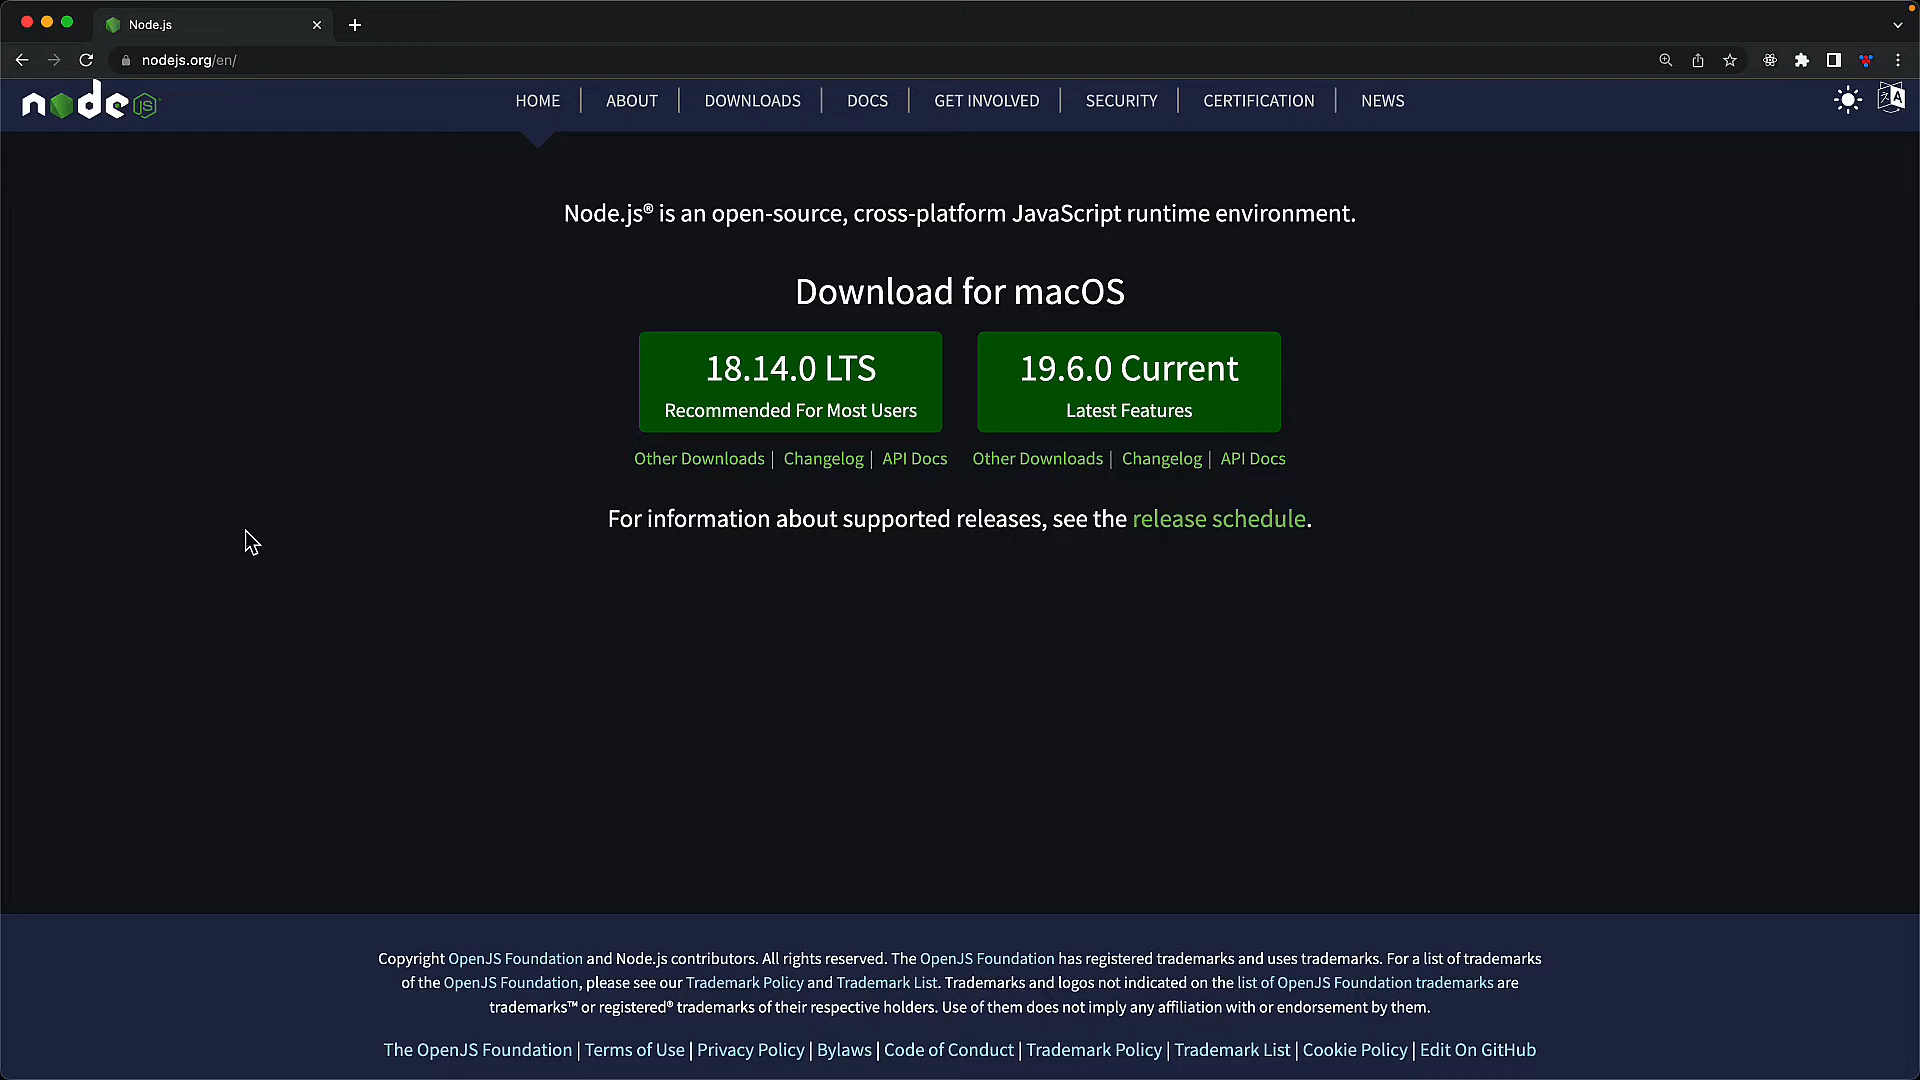 Node.js
nodejs.org/en/
node JS
HOME | ABOUT | DOWNLOADS | DOCS | GET INVOLVED | SECURITY | CERTIFICATION | NEWS
Node.js® is an open-source, cross-platform JavaScript runtime environment.
Download for macOS
18.14.0 LTS
Recommended For Most Users
19.6.0 Current
Latest Features
Other Downloads | Changelog | API Docs
Other Downloads | Changelog | API Docs
For information about supported releases, see the release schedule.
Copyright OpenJS Foundation and Node.js contributors. All rights reserved. The OpenJS Foundation has registered trademarks and uses trademarks. For a list of trademarks
of the OpenJS Foundation, please see our Trademark Policy and Trademark List. Trademarks and logos not indicated on the list of OpenJS Foundation trademarks are
trademarks™ or registered® trademarks of their respective holders. Use of them does not imply any affiliation with or endorsement by them.
The OpenJS Foundation | Terms of Use | Privacy Policy | Bylaws | Code of Conduct | Trademark Policy | Trademark List | Cookie Policy | Edit On GitHub